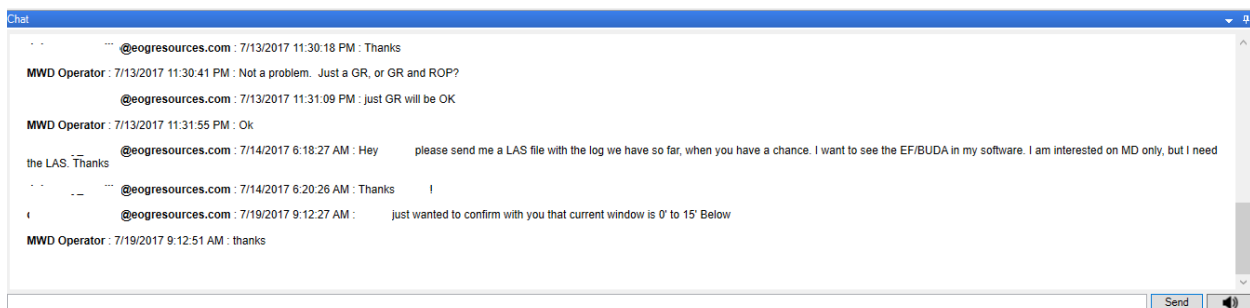 Chat
@eogresources.com : 7/13/2017 11:30:18 PM : Thanks
MWD Operator : 7/13/2017 11:30:41 PM : Not a problem.  Just a GR, or GR and ROP?
@eogresources.com : 7/13/2017 11:31:09 PM : just GR will be OK
MWD Operator : 7/13/2017 11:31:55 PM : Ok
@eogresources.com : 7/14/2017 6:18:27 AM : Hey please send me a LAS file with the log we have so far, when you have a chance. I want to see the EF/BUDA in my software. I am interested on MD only, but I need
the LAS. Thanks
@eogresources.com : 7/14/2017 6:20:26 AM : Thanks !
@eogresources.com : 7/19/2017 9:12:27 AM : just wanted to confirm with you that current window is 0' to 15' Below
MWD Operator : 7/19/2017 9:12:51 AM : thanks
Send